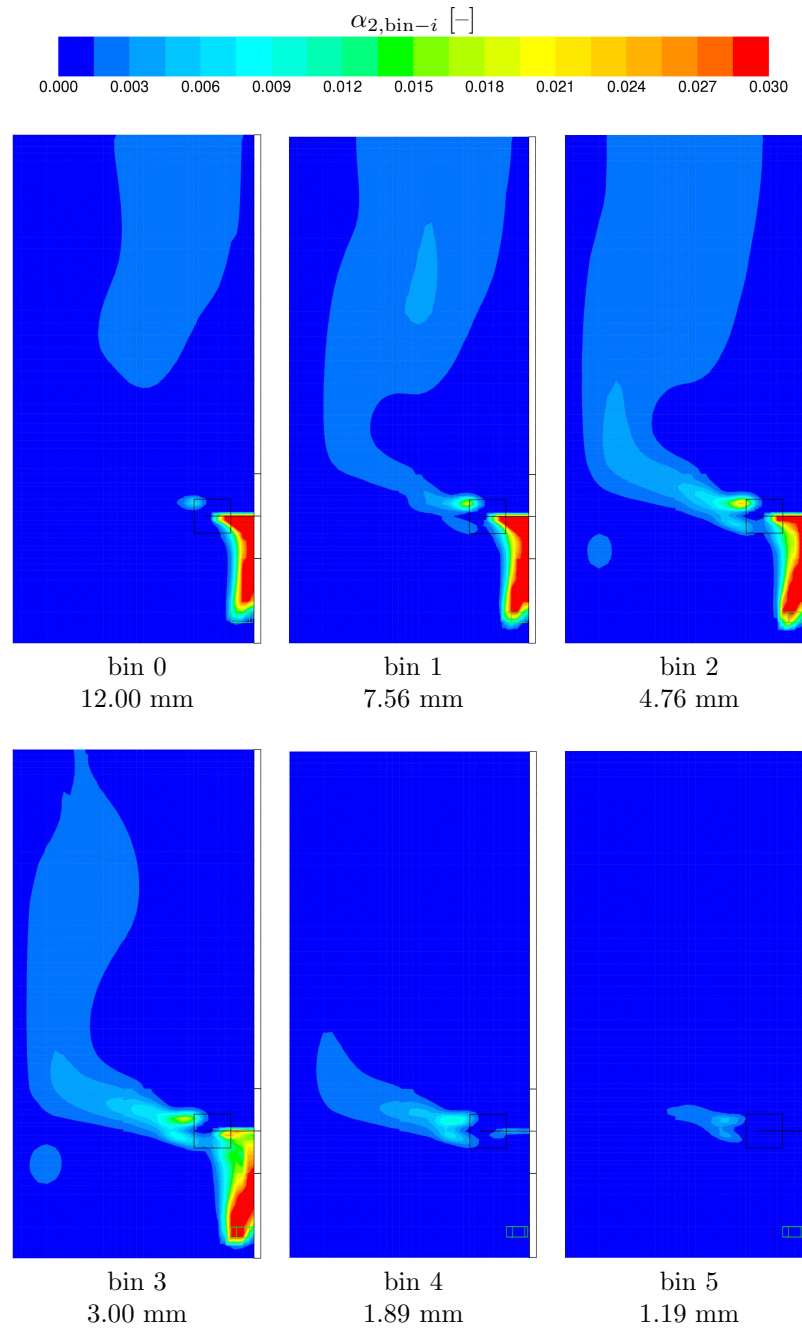 α2,bin−i [–]
0.000 0.003 0.006 0.009 0.012 0.015 0.018 0.021 0.024 0.027 0.030
bin 0 bin 1 bin 2
12.00 mm 7.56 mm 4.76 mm
bin 3 bin 4 bin 5
3.00 mm 1.89 mm 1.19 mm